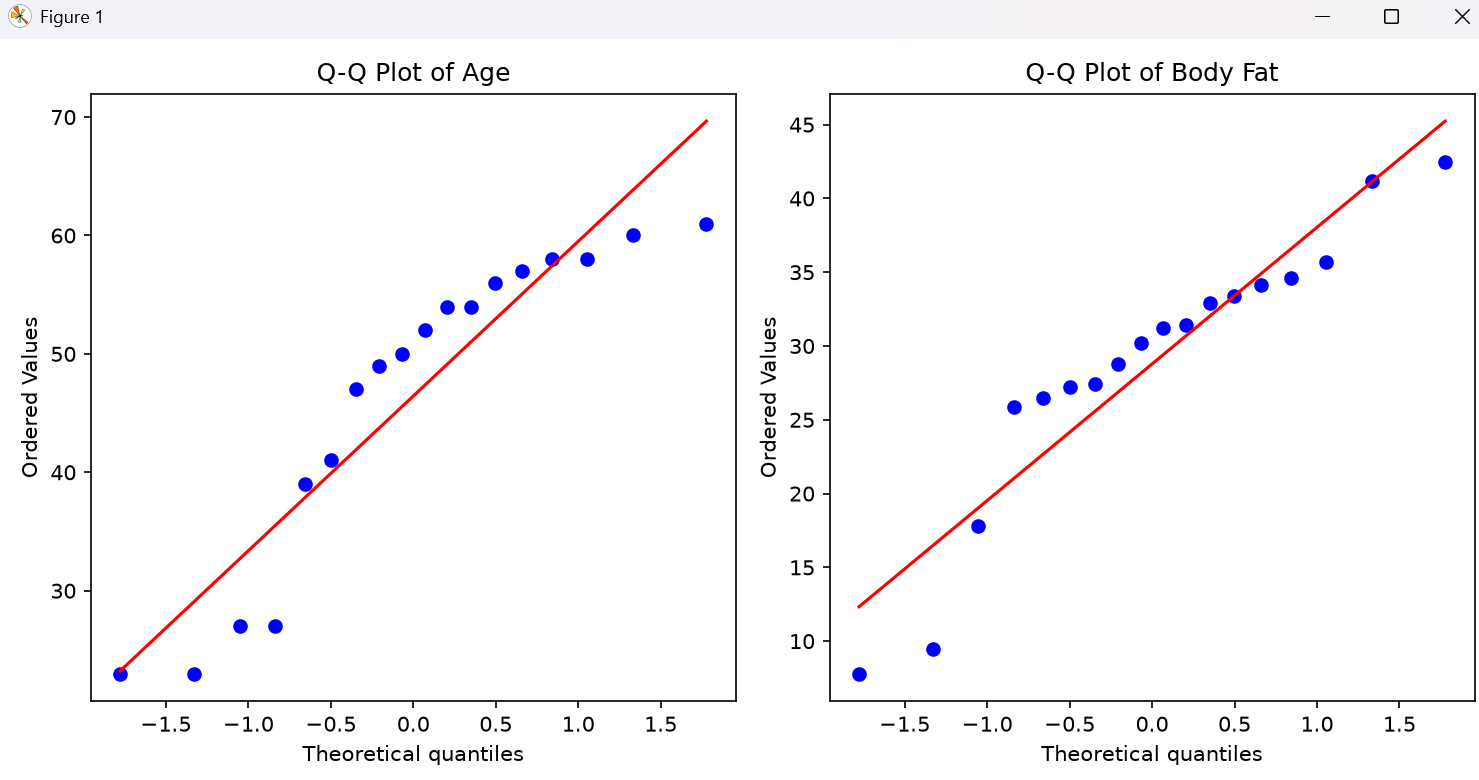 Figure 1
Q-Q Plot of Age
70
60
50
40
30
Ordered Values
−1.5 −1.0 −0.5 0.0 0.5 1.0 1.5
Theoretical quantiles
Q-Q Plot of Body Fat
45
40
35
30
25
20
15
10
Ordered Values
−1.5 −1.0 −0.5 0.0 0.5 1.0 1.5
Theoretical quantiles